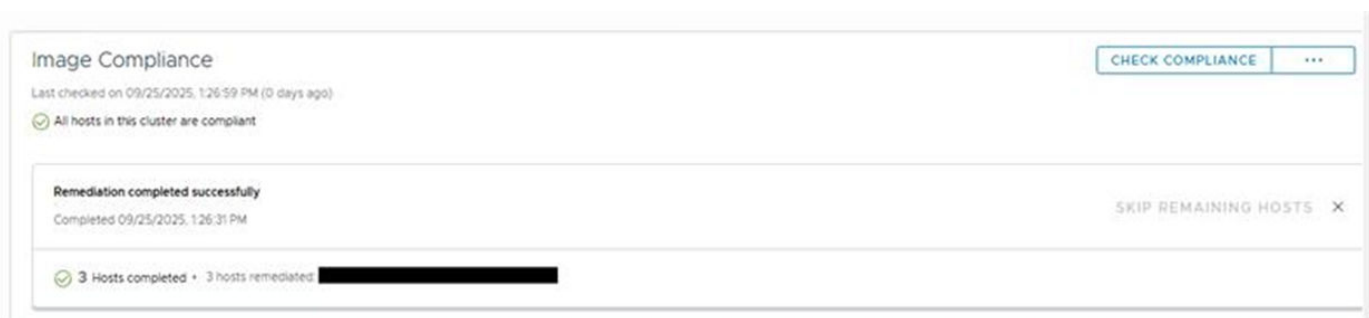 Image Compliance
CHECK COMPLIANCE ...
Last checked on 09/25/2025, 1:26:59 PM (0 days ago)
All hosts in this cluster are compliant
Remediation completed successfully
Completed 09/25/2025, 1:26:31 PM
SKIP REMAINING HOSTS ×
3 Hosts completed • 3 hosts remediated: